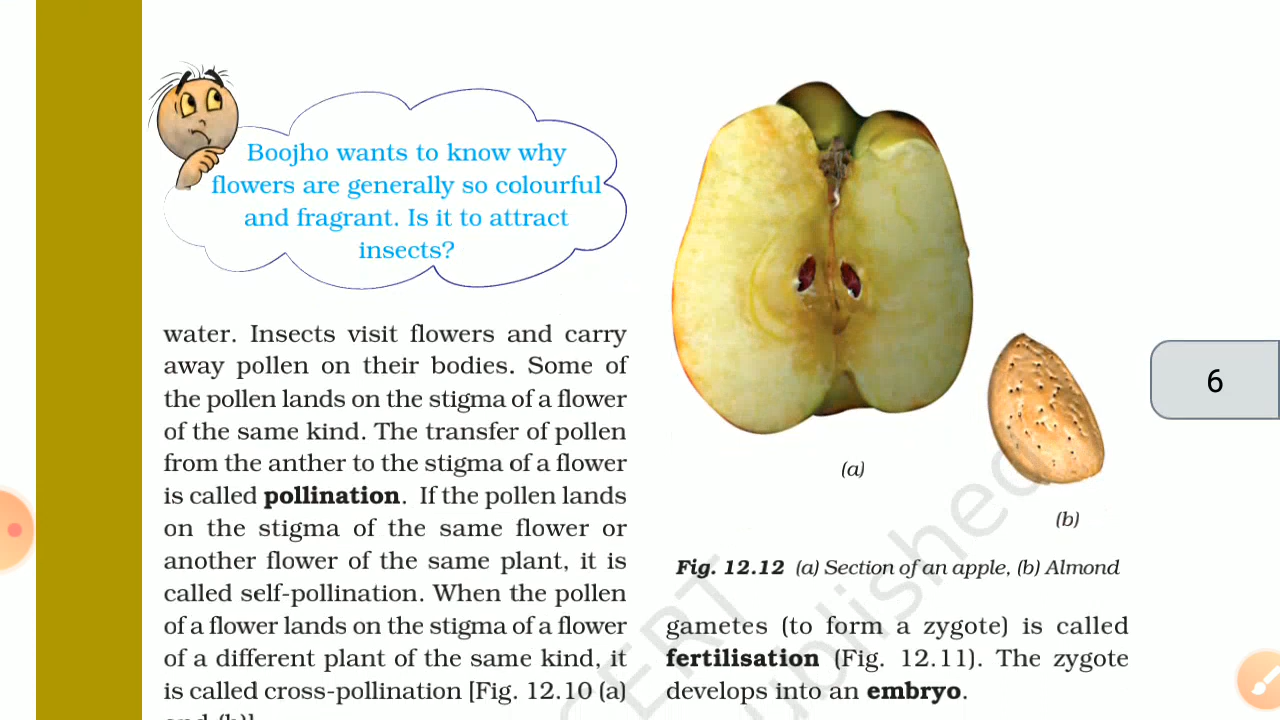 Boojho wants to know why
flowers are generally so colourful
and fragrant. Is it to attract
insects?
water. Insects visit flowers and carry
away pollen on their bodies. Some of
the pollen lands on the stigma of a flower
of the same kind. The transfer of pollen
from the anther to the stigma of a flower
is called pollination. If the pollen lands
on the stigma of the same flower or
another flower of the same plant, it is
called self-pollination. When the pollen
of a flower lands on the stigma of a flower
of a different plant of the same kind, it
is called cross-pollination [Fig. 12.10 (a)
and (b)].
(a)
(b)
Fig. 12.12 (a) Section of an apple, (b) Almond
gametes (to form a zygote) is called
fertilisation (Fig. 12.11). The zygote
develops into an embryo.
6